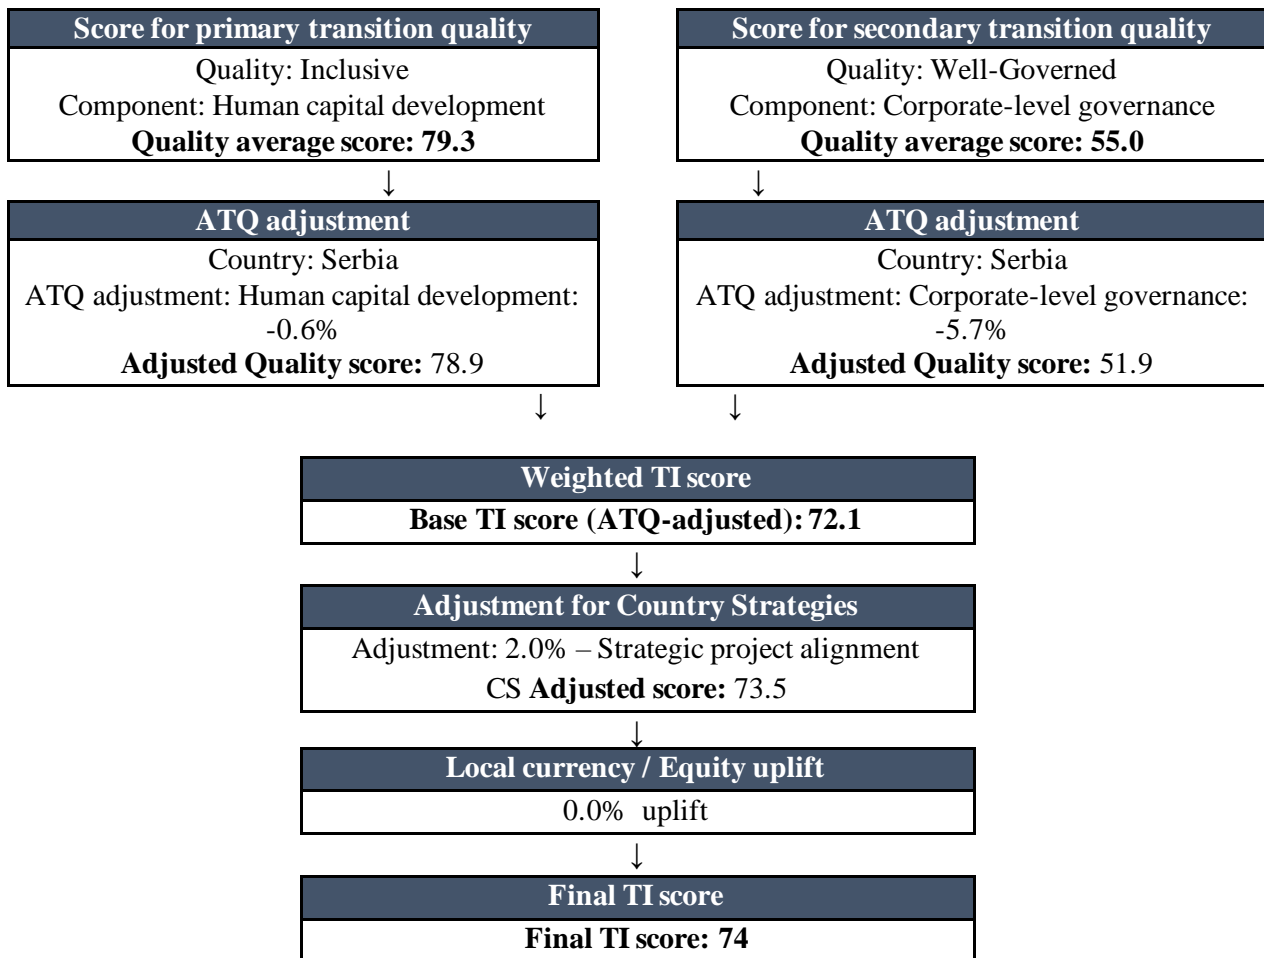 Score for primary transition quality
Quality: Inclusive
Component: Human capital development
Quality average score: 79.3
↓
ATQ adjustment
Country: Serbia
ATQ adjustment: Human capital development:
-0.6%
Adjusted Quality score: 78.9
↓
Score for secondary transition quality
Quality: Well-Governed
Component: Corporate-level governance
Quality average score: 55.0
↓
ATQ adjustment
Country: Serbia
ATQ adjustment: Corporate-level governance:
-5.7%
Adjusted Quality score: 51.9
↓
Weighted TI score
Base TI score (ATQ-adjusted): 72.1
↓
Adjustment for Country Strategies
Adjustment: 2.0% – Strategic project alignment
CS Adjusted score: 73.5
↓
Local currency / Equity uplift
0.0% uplift
↓
Final TI score
Final TI score: 74